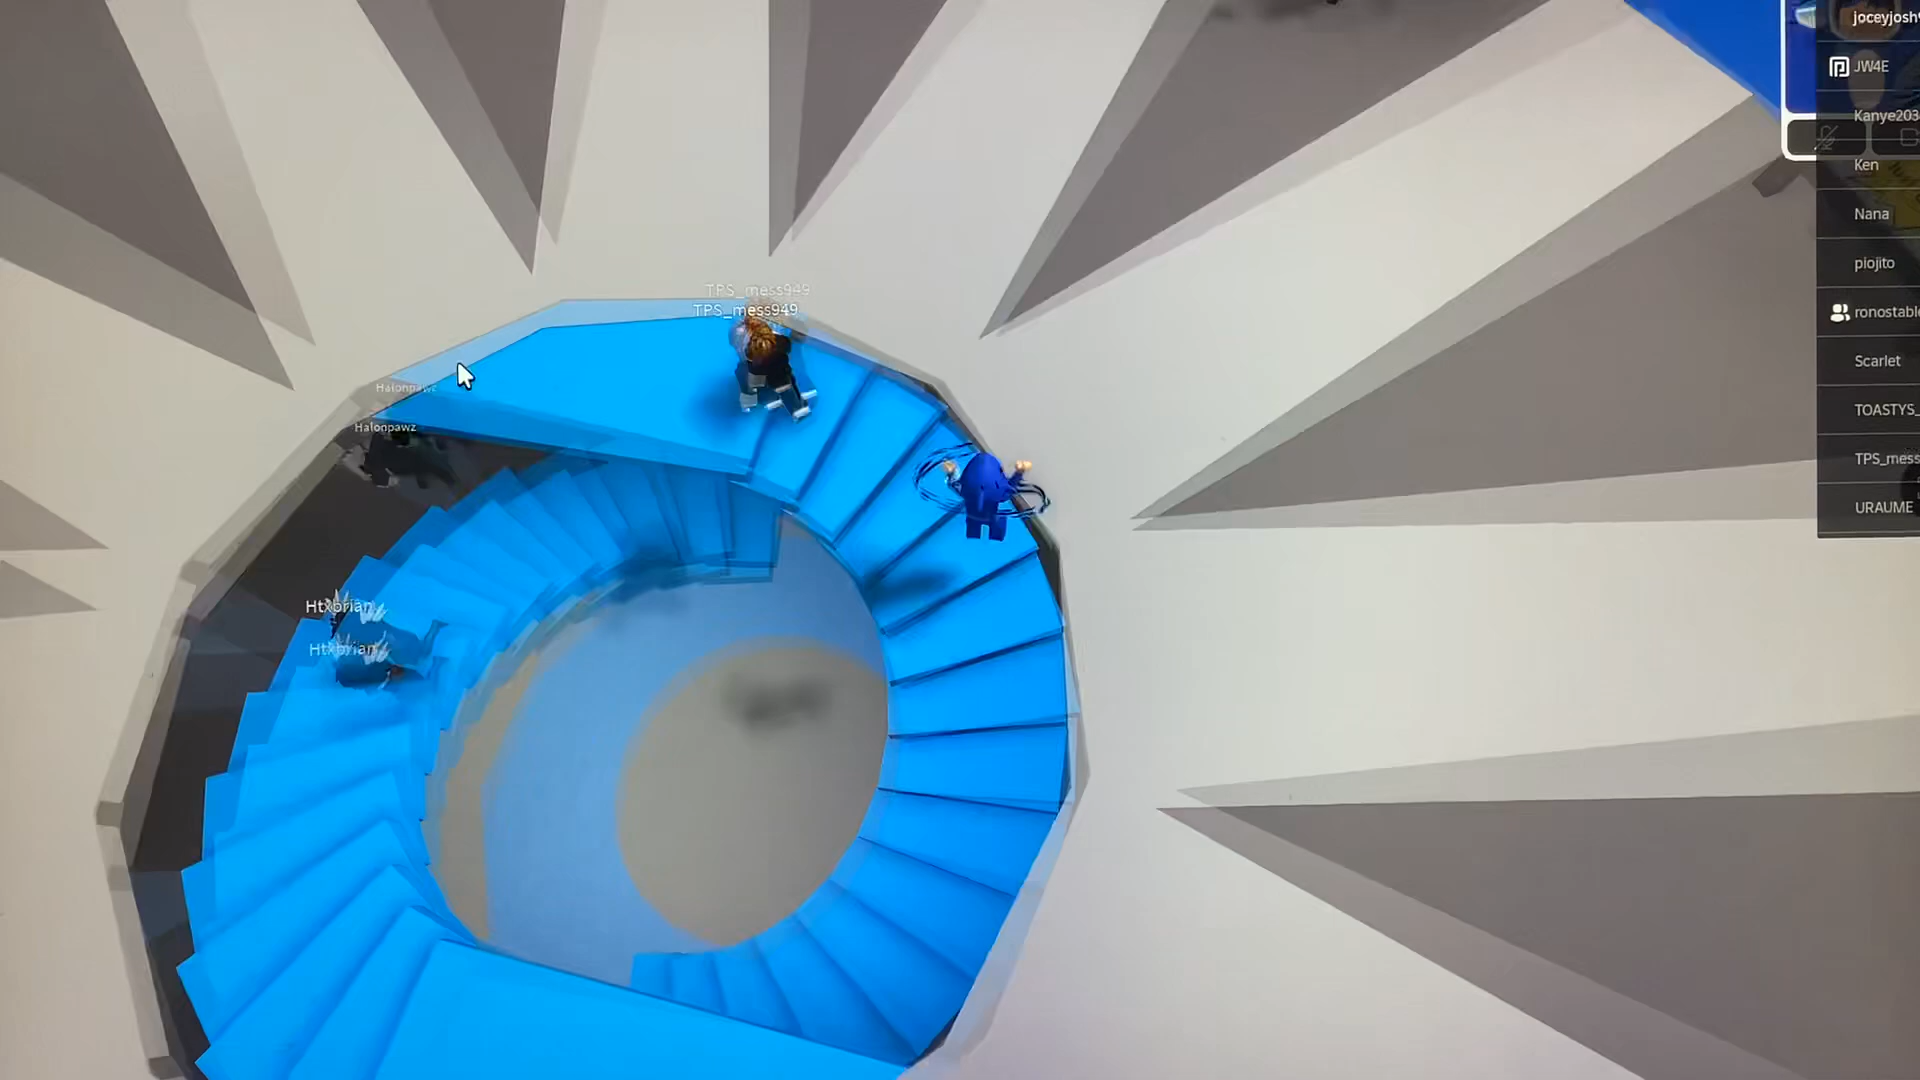 joceyjosh
JW4E
Kanye203
Ken
Nana
piojito
ronostable
Scarlet
TOASTYS_
TPS_mess
URAUME
TPS_mess949
TPS_mess949
Halonpawz
Halonpawz
Htxbrian
Htxbrian